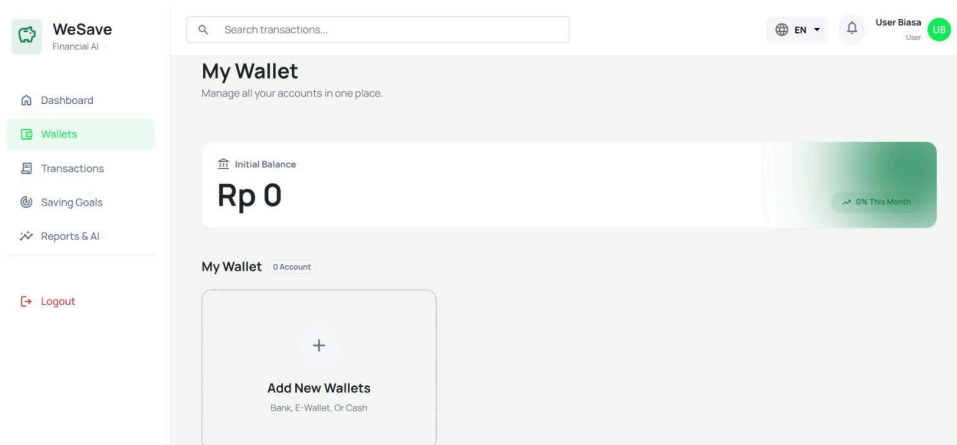 WeSave
Financial AI
Search transactions...
EN
User Biasa
User
UB
Dashboard
Wallets
Transactions
Saving Goals
Reports & AI
Logout
My Wallet
Manage all your accounts in one place.
Initial Balance
Rp 0
0% This Month
My Wallet 0 Account
Add New Wallets
Bank, E-Wallet, Or Cash